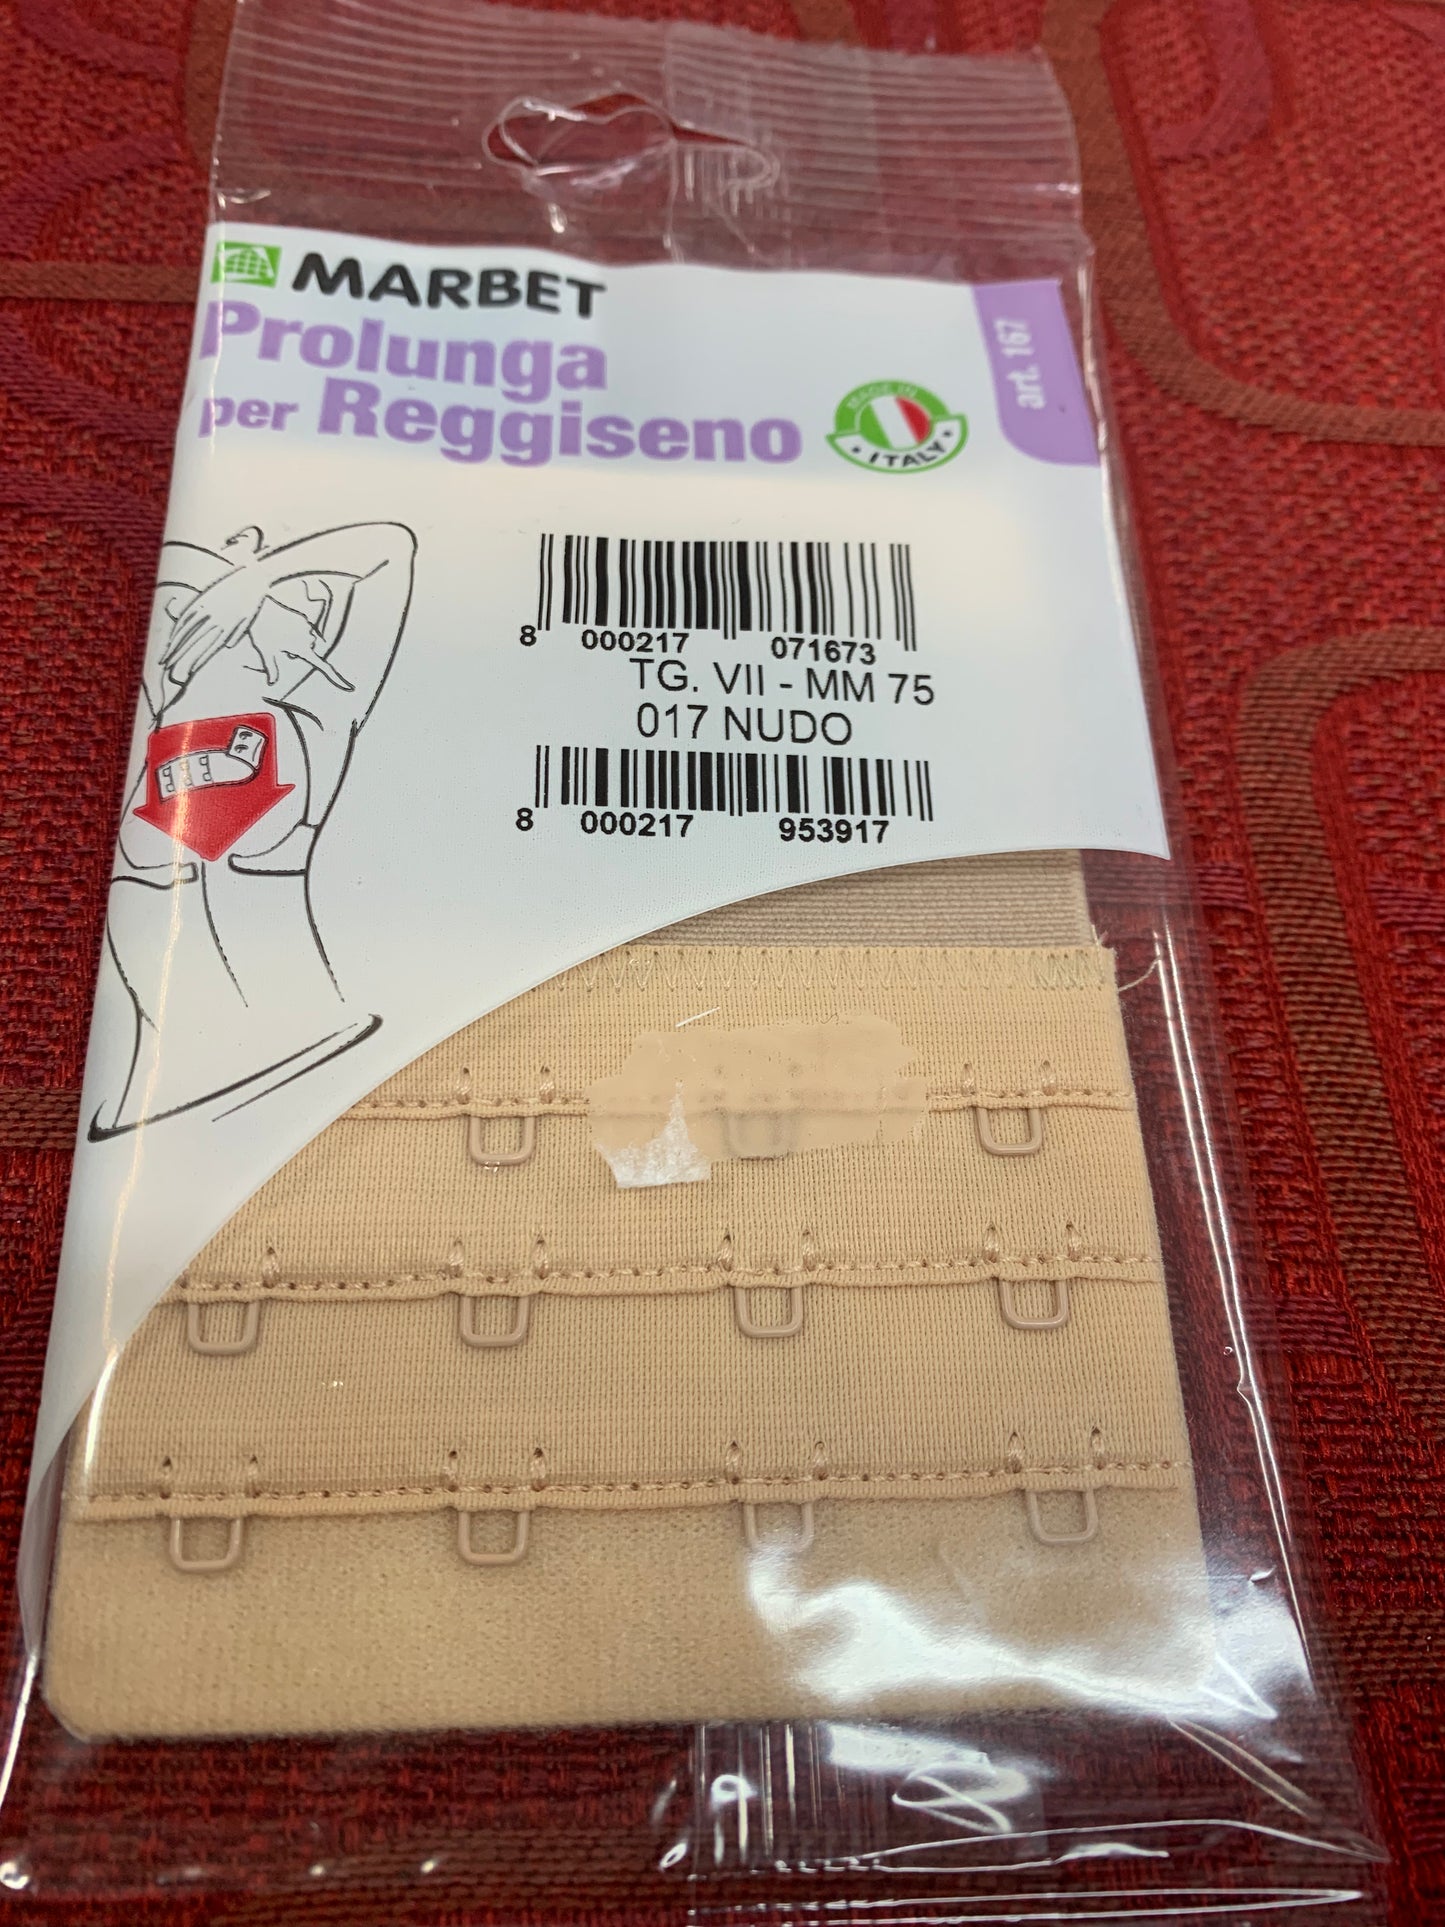 MARBET
Prolunga
per Reggiseno
art. 167
MADE IN
ITALY
8 000217 071673
TG. VII - MM 75
017 NUDO
8 000217 953917